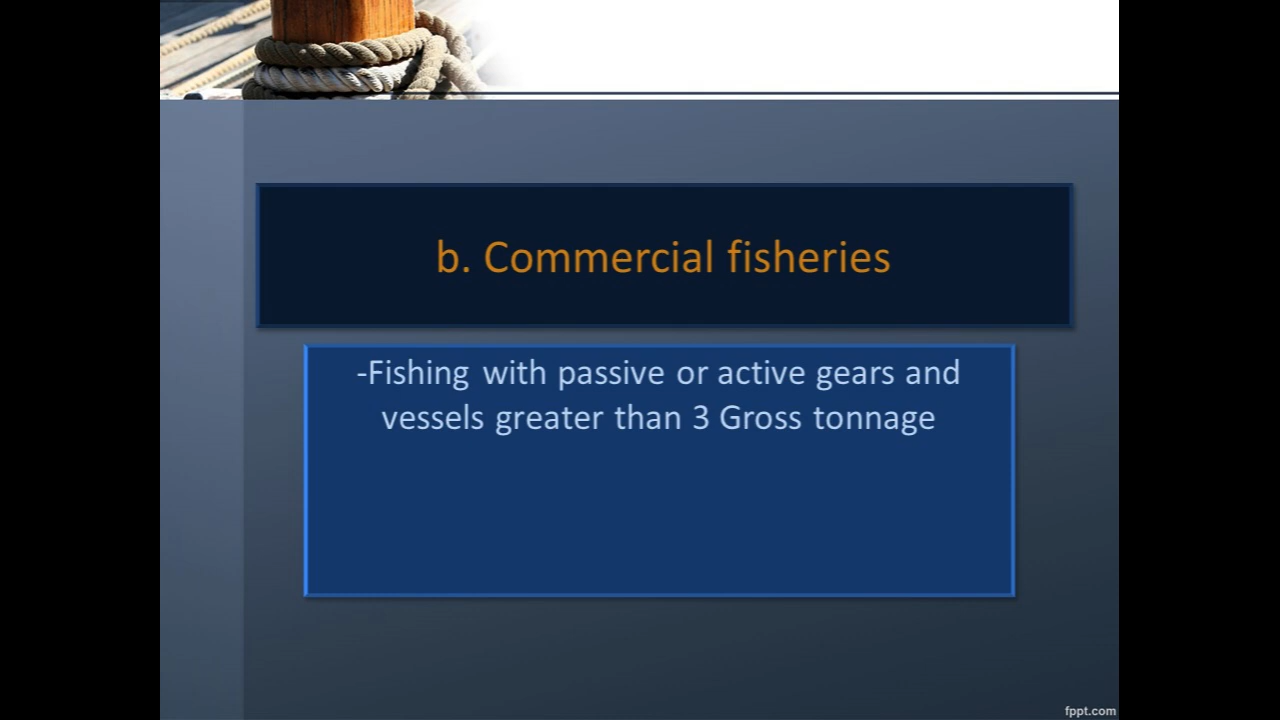 b. Commercial fisheries
-Fishing with passive or active gears and
vessels greater than 3 Gross tonnage
fppt.com